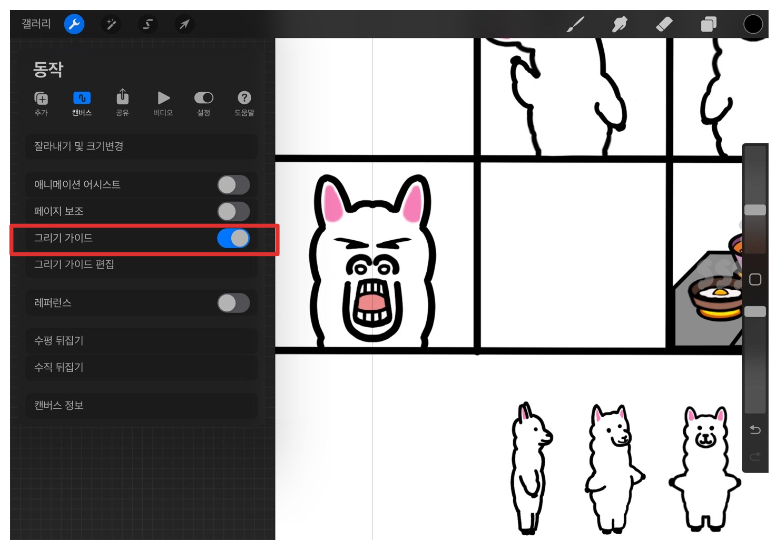 갤러리
동작
추가 캔버스 공유 비디오 설정 도움말
잘라내기 및 크기변경
애니메이션 어시스트
페이지 보조
그리기 가이드
그리기 가이드 편집
레퍼런스
수평 뒤집기
수직 뒤집기
캔버스 정보